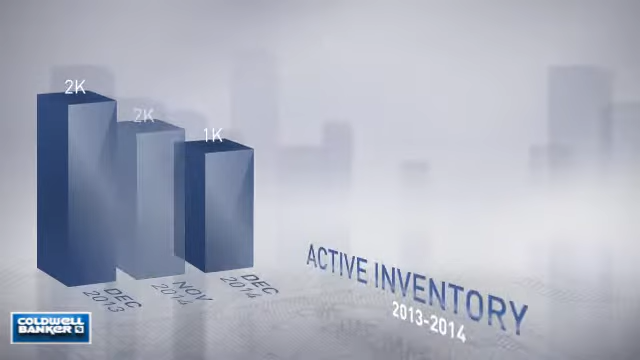 2K
2K
1K
DEC
2013
NOV
2014
DEC
2014
ACTIVE INVENTORY
2013-2014
COLDWELL
BANKER